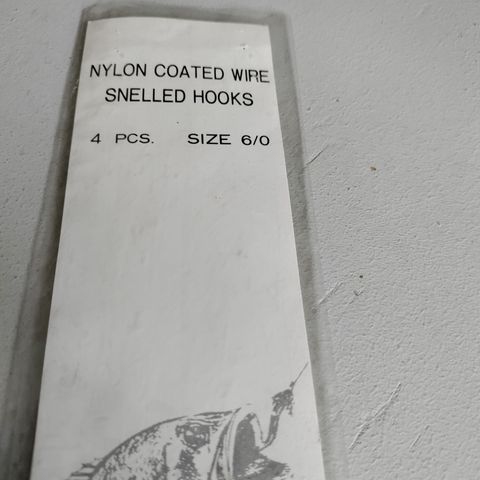 NYLON COATED WIRE
SNELLED HOOKS
4 PCS. SIZE 6/0